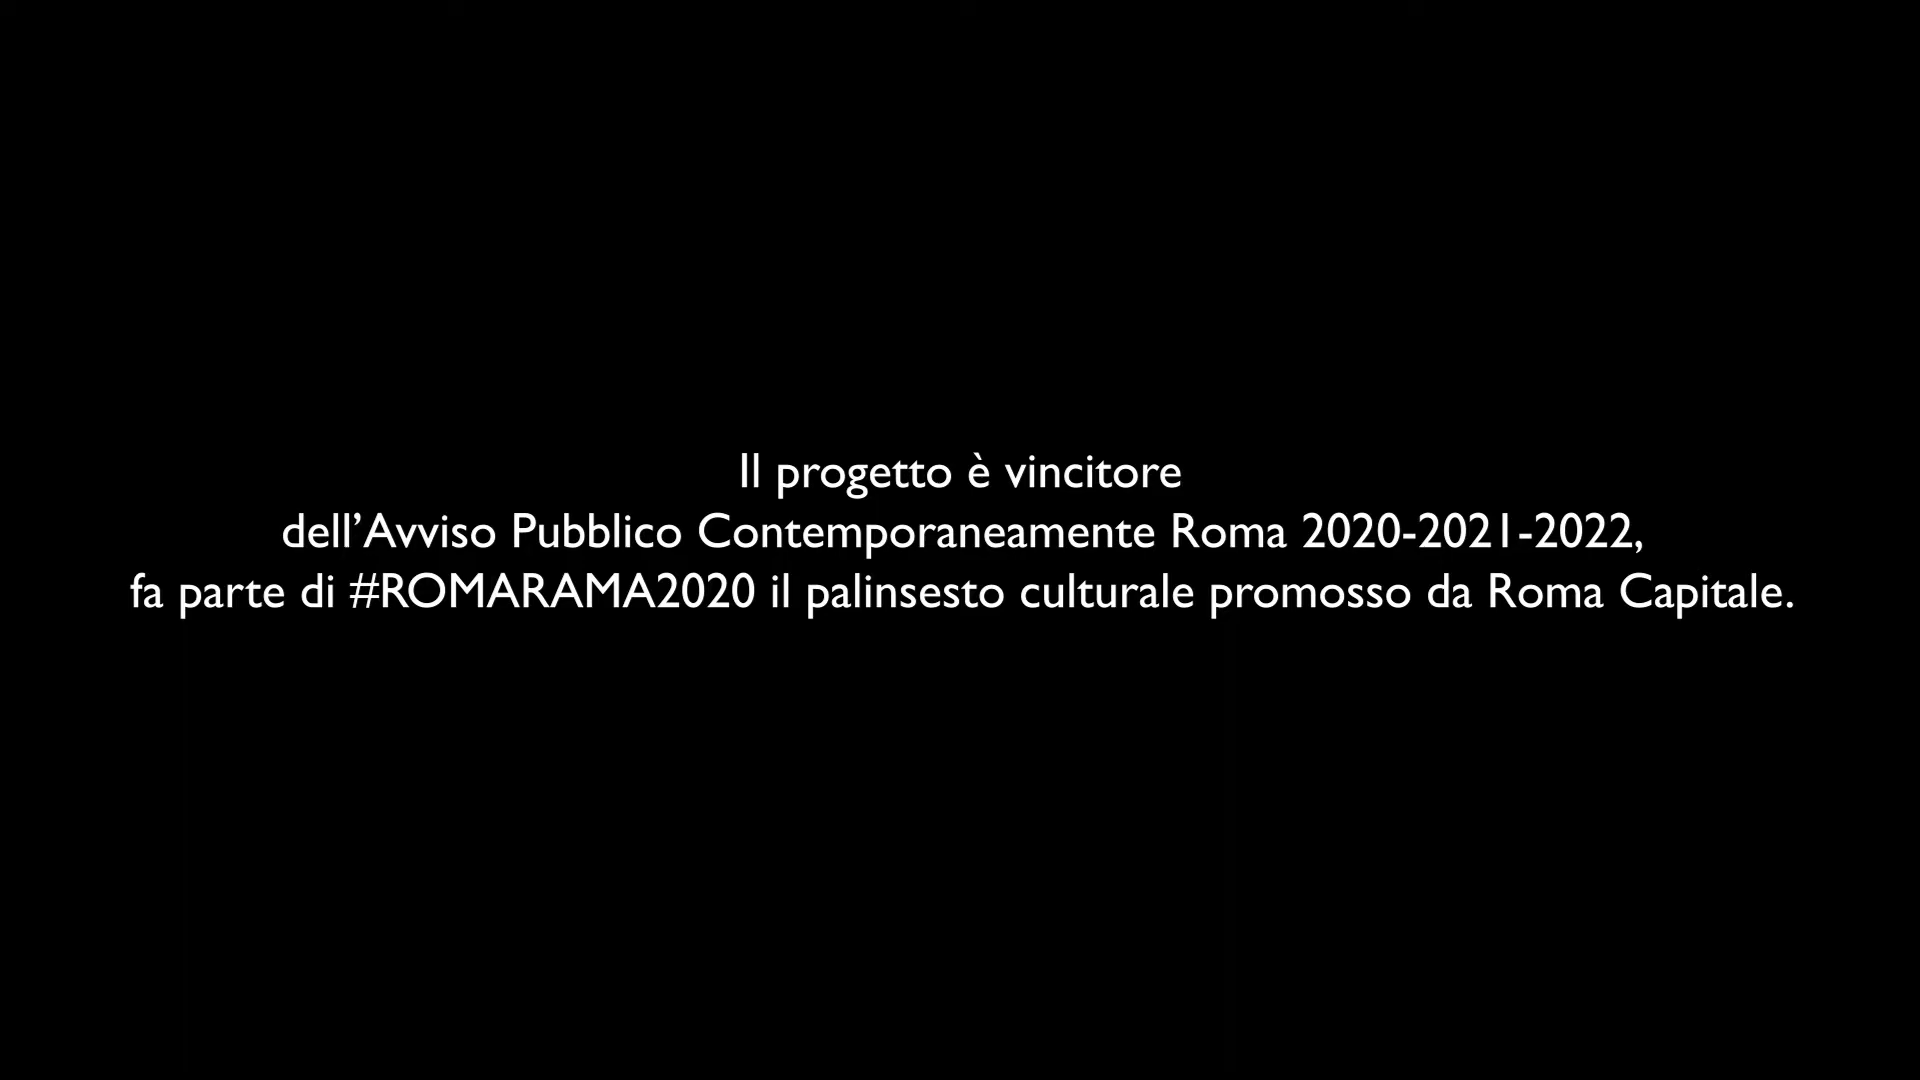 Il progetto è vincitore
dell’Avviso Pubblico Contemporaneamente Roma 2020-2021-2022,
fa parte di #ROMARAMA2020 il palinsesto culturale promosso da Roma Capitale.